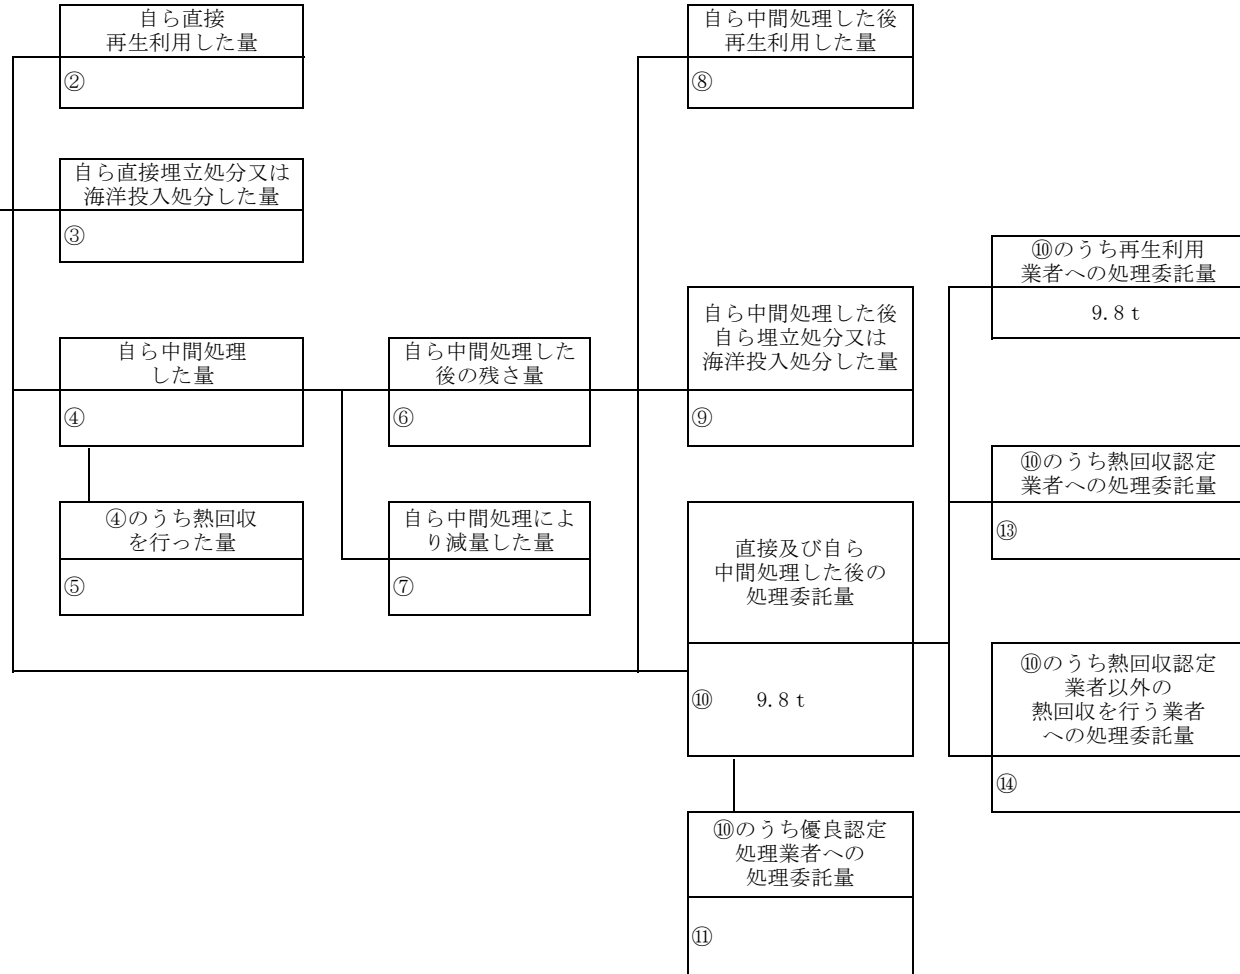 自ら直接
再生利用した量
②
自ら中間処理した後
再生利用した量
⑧
自ら直接埋立処分又は
海洋投入処分した量
③
⑩のうち再生利用
業者への処理委託量
9.8ｔ
自ら中間処理した後
自ら埋立処分又は
海洋投入処分した量
⑨
自ら中間処理
した量
④
自ら中間処理した
後の残さ量
⑥
⑩のうち熱回収認定
業者への処理委託量
⑬
④のうち熱回収
を行った量
⑤
自ら中間処理によ
り減量した量
⑦
直接及び自ら
中間処理した後の
処理委託量
⑩ 9.8ｔ
⑩のうち熱回収認定
業者以外の
熱回収を行う業者
への処理委託量
⑭
⑩のうち優良認定
処理業者への
処理委託量
⑪